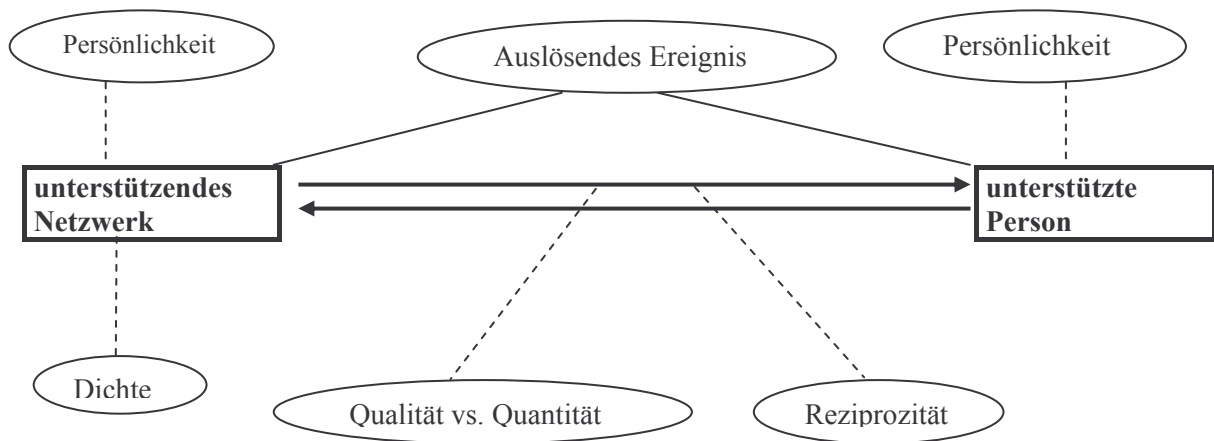 Persönlichkeit
Auslösendes Ereignis
Persönlichkeit
unterstützendes
Netzwerk
unterstützte
Person
Dichte
Qualität vs. Quantität
Reziprozität